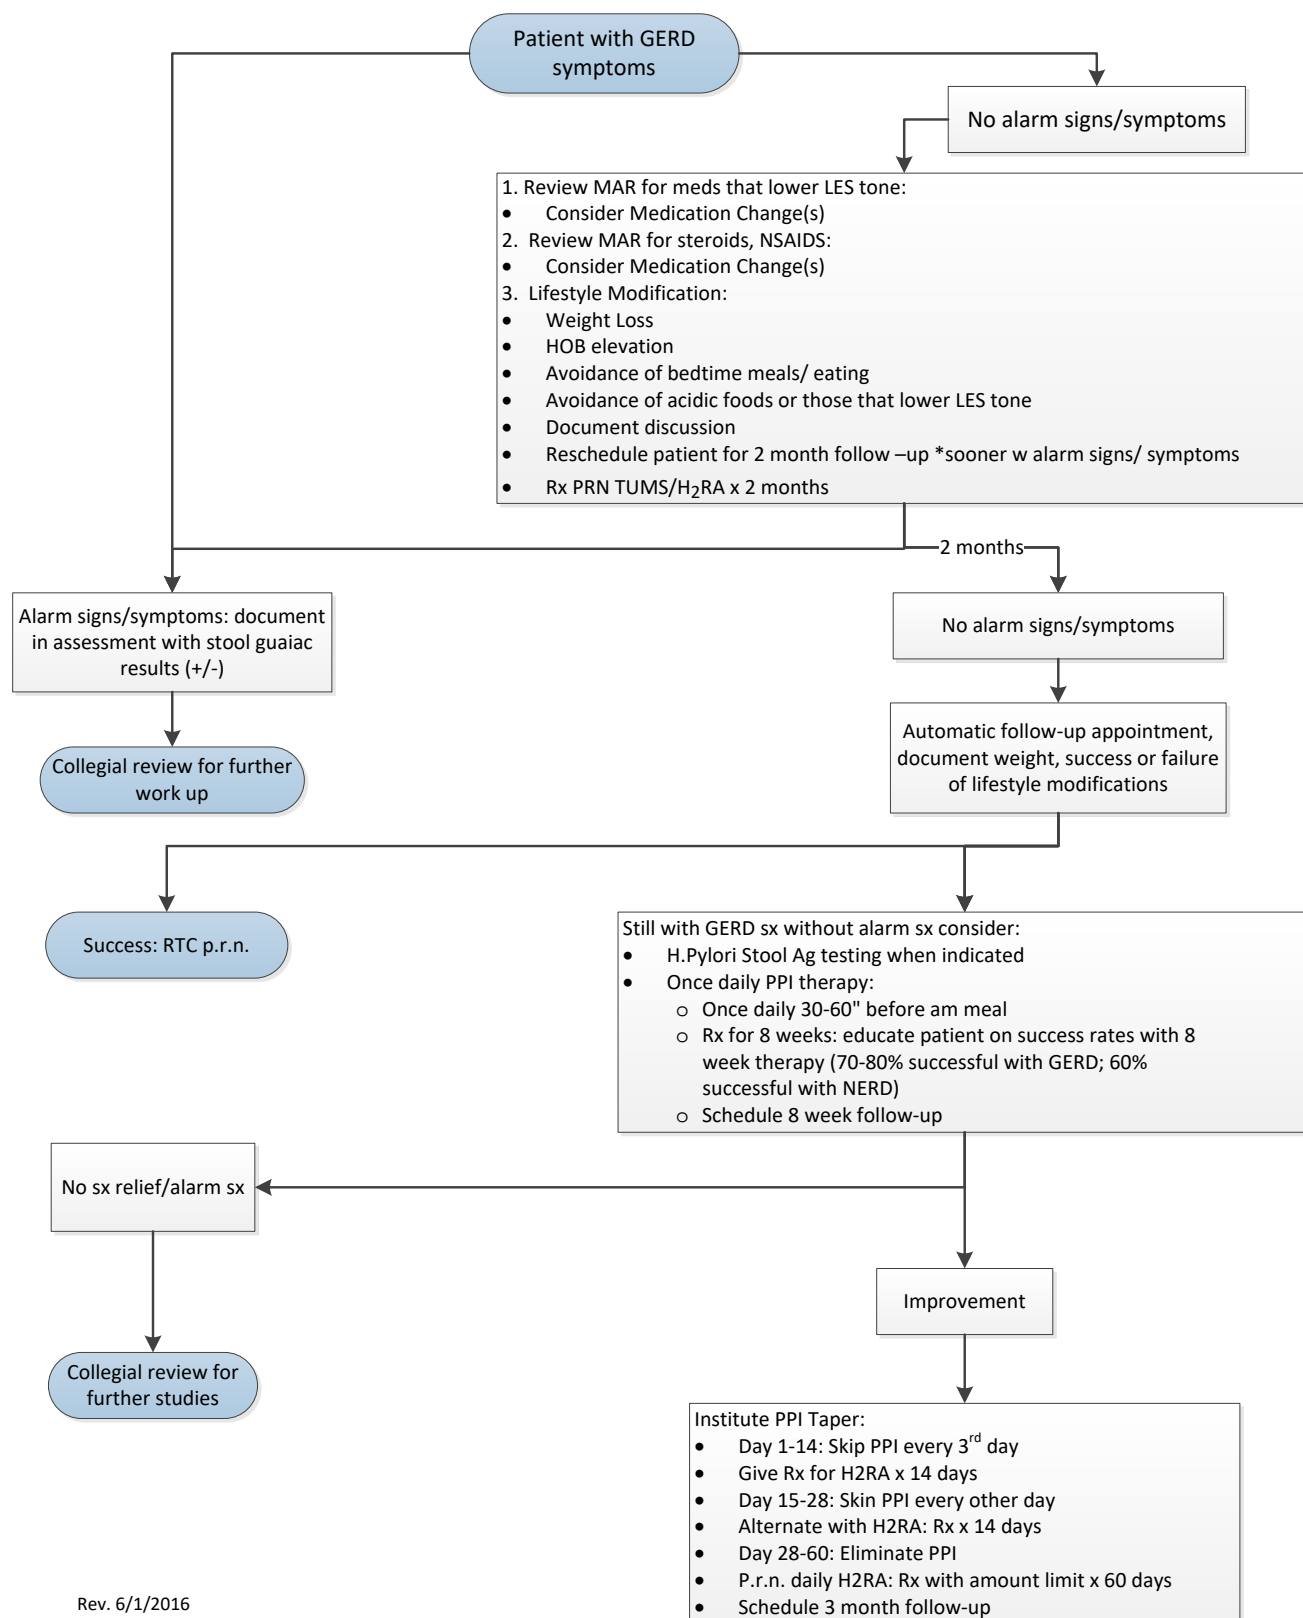 Patient with GERD
symptoms
No alarm signs/symptoms
1. Review MAR for meds that lower LES tone:
• Consider Medication Change(s)
2. Review MAR for steroids, NSAIDS:
• Consider Medication Change(s)
3. Lifestyle Modification:
• Weight Loss
• HOB elevation
• Avoidance of bedtime meals/ eating
• Avoidance of acidic foods or those that lower LES tone
• Document discussion
• Reschedule patient for 2 month follow –up *sooner w alarm signs/ symptoms
• Rx PRN TUMS/H₂RA x 2 months
2 months
Alarm signs/symptoms: document
in assessment with stool guaiac
results (+/-)
No alarm signs/symptoms
Collegial review for further
work up
Automatic follow-up appointment,
document weight, success or failure
of lifestyle modifications
Success: RTC p.r.n.
Still with GERD sx without alarm sx consider:
• H.Pylori Stool Ag testing when indicated
• Once daily PPI therapy:
o Once daily 30-60" before am meal
o Rx for 8 weeks: educate patient on success rates with 8
week therapy (70-80% successful with GERD; 60%
successful with NERD)
o Schedule 8 week follow-up
No sx relief/alarm sx
Improvement
Collegial review for
further studies
Institute PPI Taper:
• Day 1-14: Skip PPI every 3rd day
• Give Rx for H2RA x 14 days
• Day 15-28: Skin PPI every other day
• Alternate with H2RA: Rx x 14 days
• Day 28-60: Eliminate PPI
• P.r.n. daily H2RA: Rx with amount limit x 60 days
• Schedule 3 month follow-up
Rev. 6/1/2016